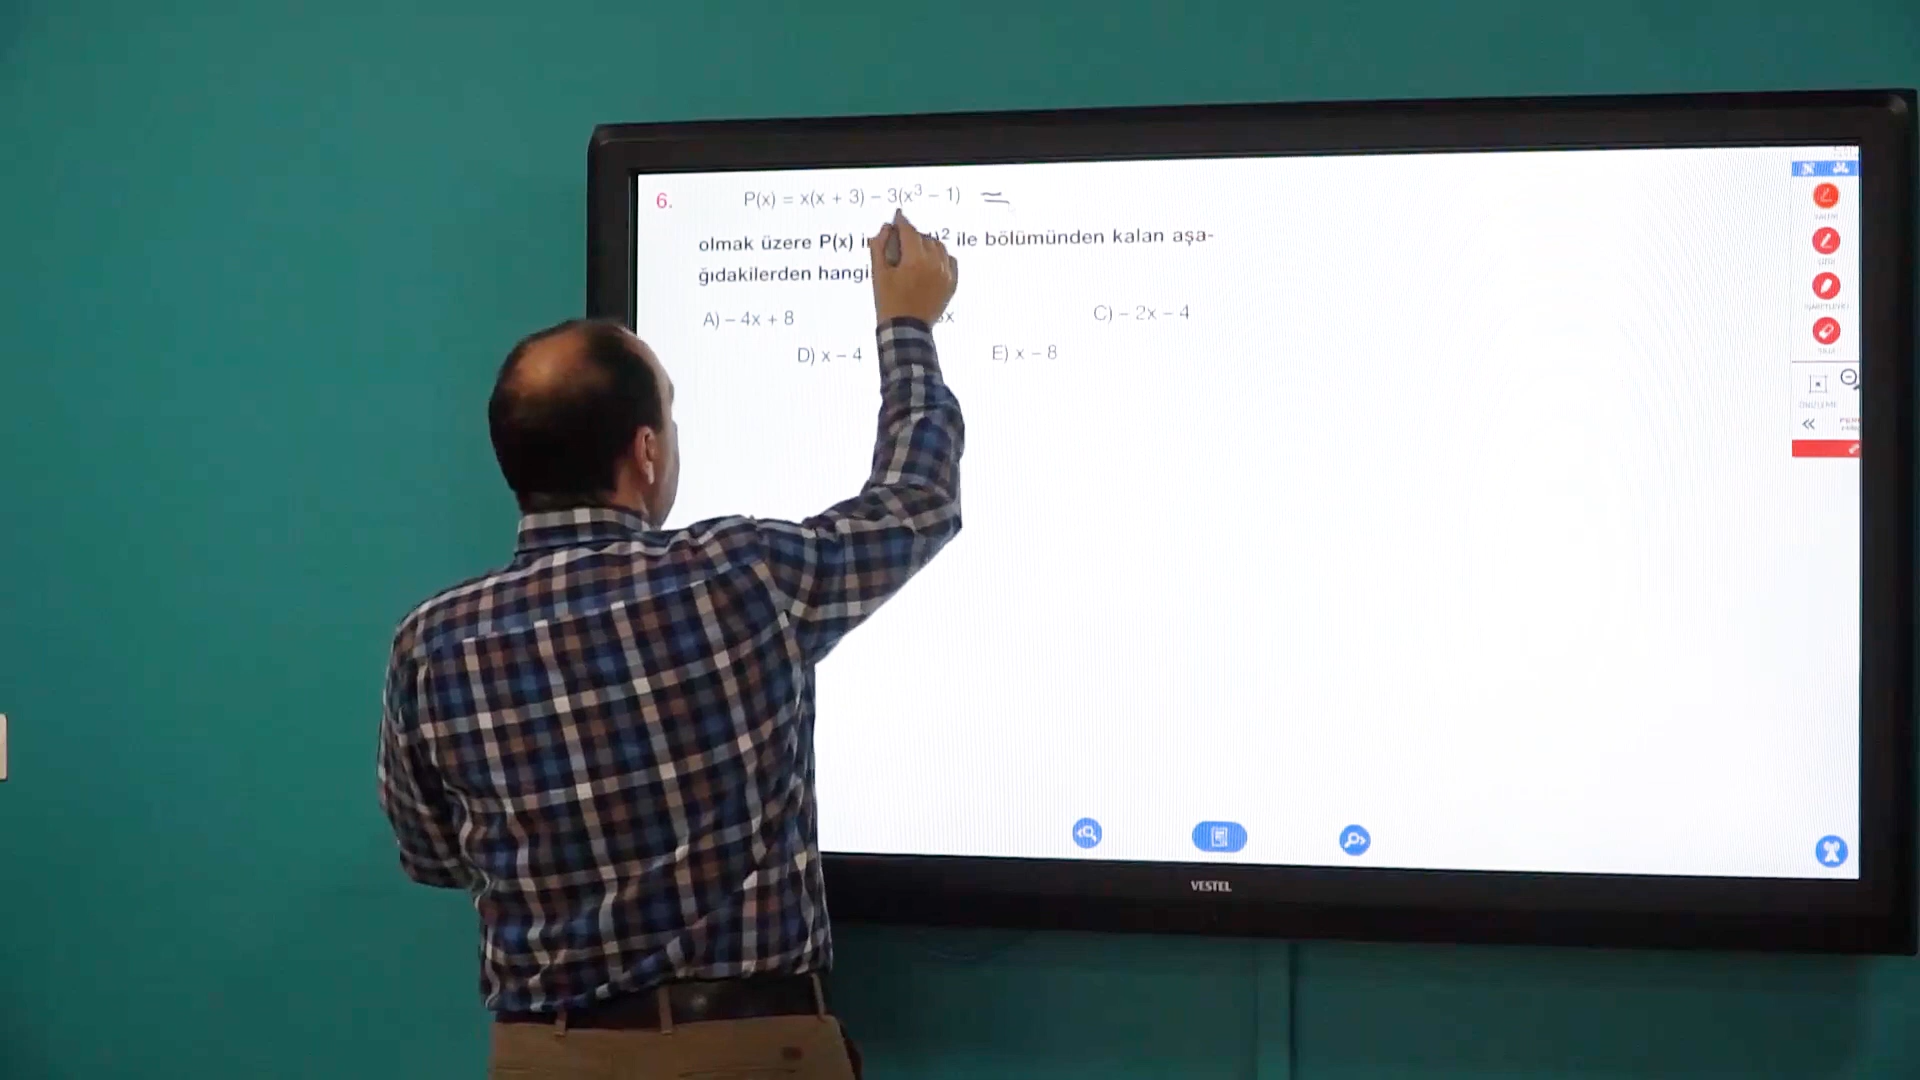 6. P(x) = x(x + 3) – 3(x³ – 1) =
olmak üzere P(x) ile bölümünden kalan aşa-
ğıdakilerden
A) – 4x + 8 C) – 2x – 4
D) x – 4 E) x – 8
VESTEL